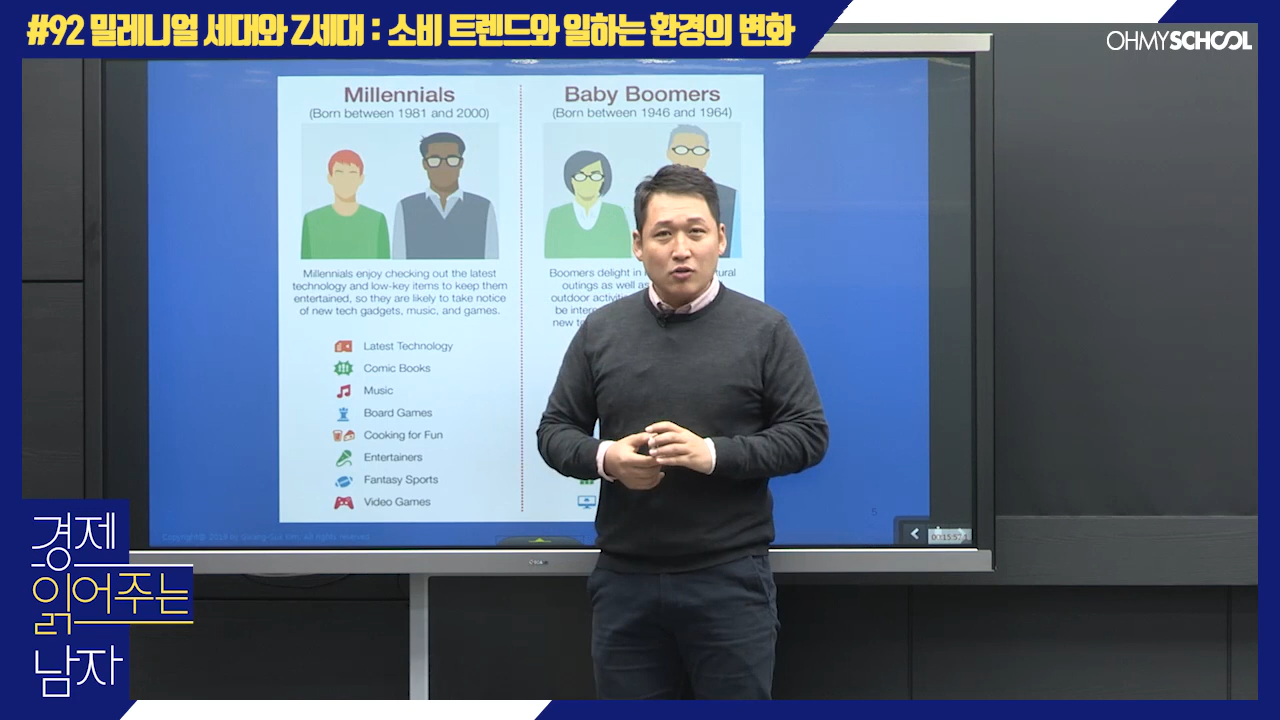 #92 밀레니얼 세대와 Z세대 : 소비 트렌드와 일하는 환경의 변화
OHMYSCHOOL
Millennials
(Born between 1981 and 2000)
Millennials enjoy checking out the latest
technology and low-key items to keep them
entertained, so they are likely to take notice
of new tech gadgets, music, and games.
Latest Technology
Comic Books
Music
Board Games
Cooking for Fun
Entertainers
Fantasy Sports
Video Games
Baby Boomers
(Born between 1946 and 1964)
Boomers delight in
outings as well as
outdoor
be
new
5
경제
읽어주는
남자